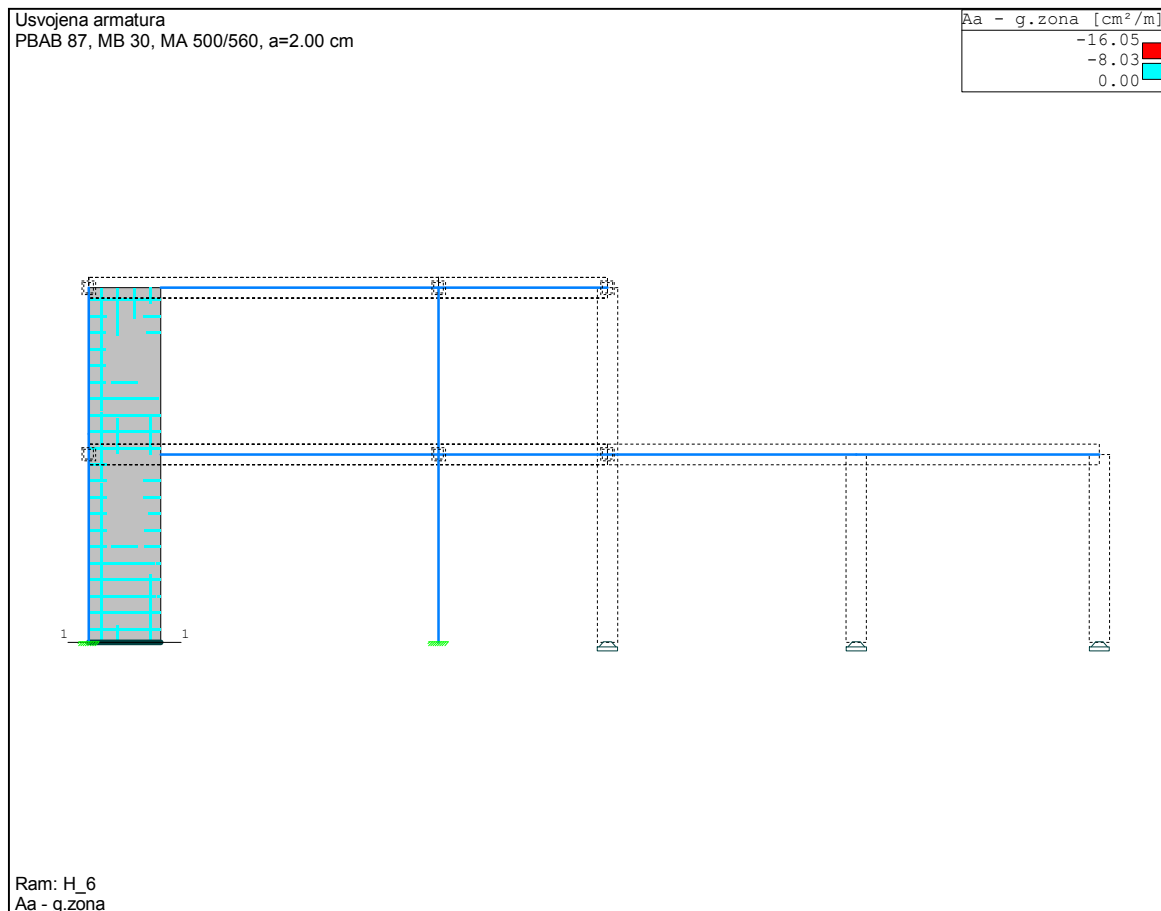 Usvojena armatura
PBAB 87, MB 30, MA 500/560, a=2.00 cm
Aa - g.zona [cm²/m]
-16.05
-8.03
0.00
1 1
Ram: H_6
Aa - g.zona